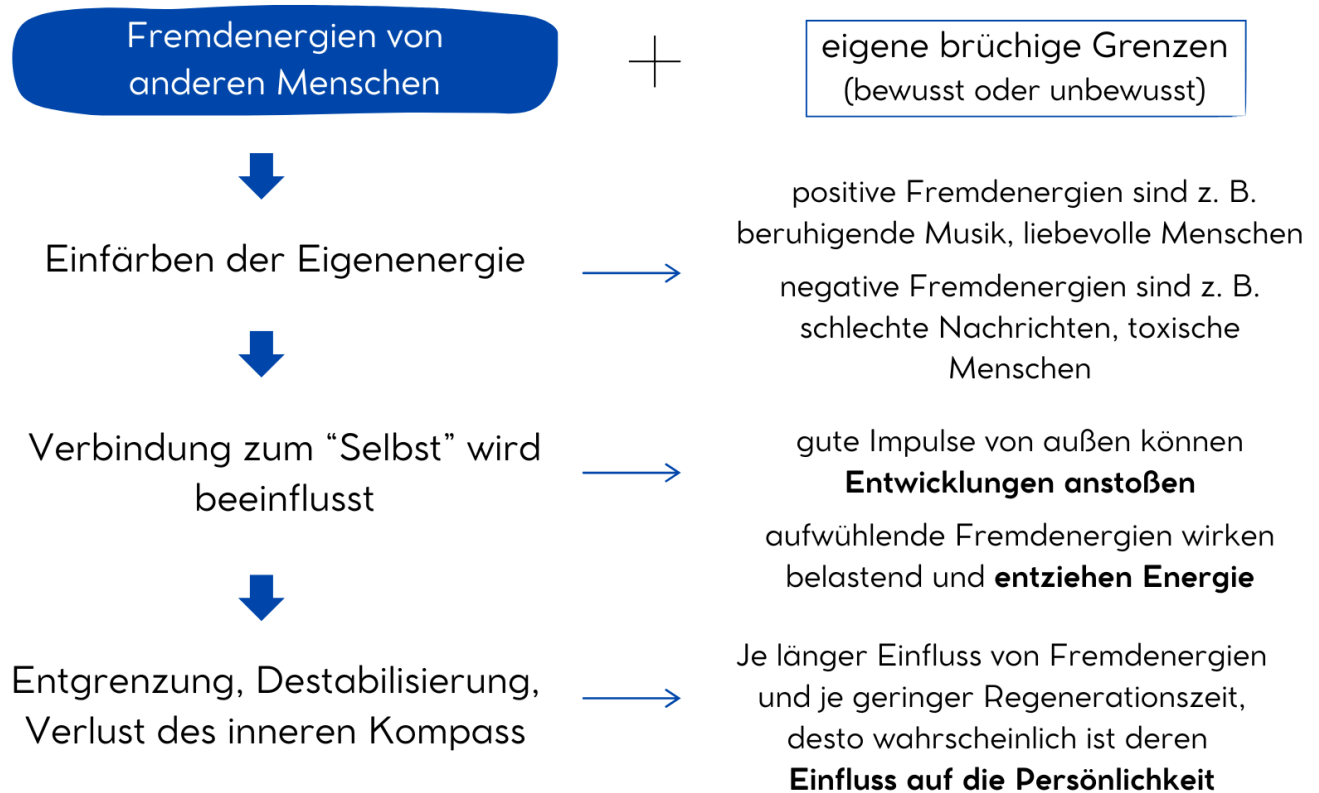 Fremdenergien von
anderen Menschen
+
eigene brüchige Grenzen
(bewusst oder unbewusst)
Einfärben der Eigenenergie
positive Fremdenergien sind z. B.
beruhigende Musik, liebevolle Menschen
negative Fremdenergien sind z. B.
schlechte Nachrichten, toxische
Menschen
Verbindung zum “Selbst” wird
beeinflusst
gute Impulse von außen können
Entwicklungen anstoßen
aufwühlende Fremdenergien wirken
belastend und entziehen Energie
Entgrenzung, Destabilisierung,
Verlust des inneren Kompass
Je länger Einfluss von Fremdenergien
und je geringer Regenerationszeit,
desto wahrscheinlich ist deren
Einfluss auf die Persönlichkeit